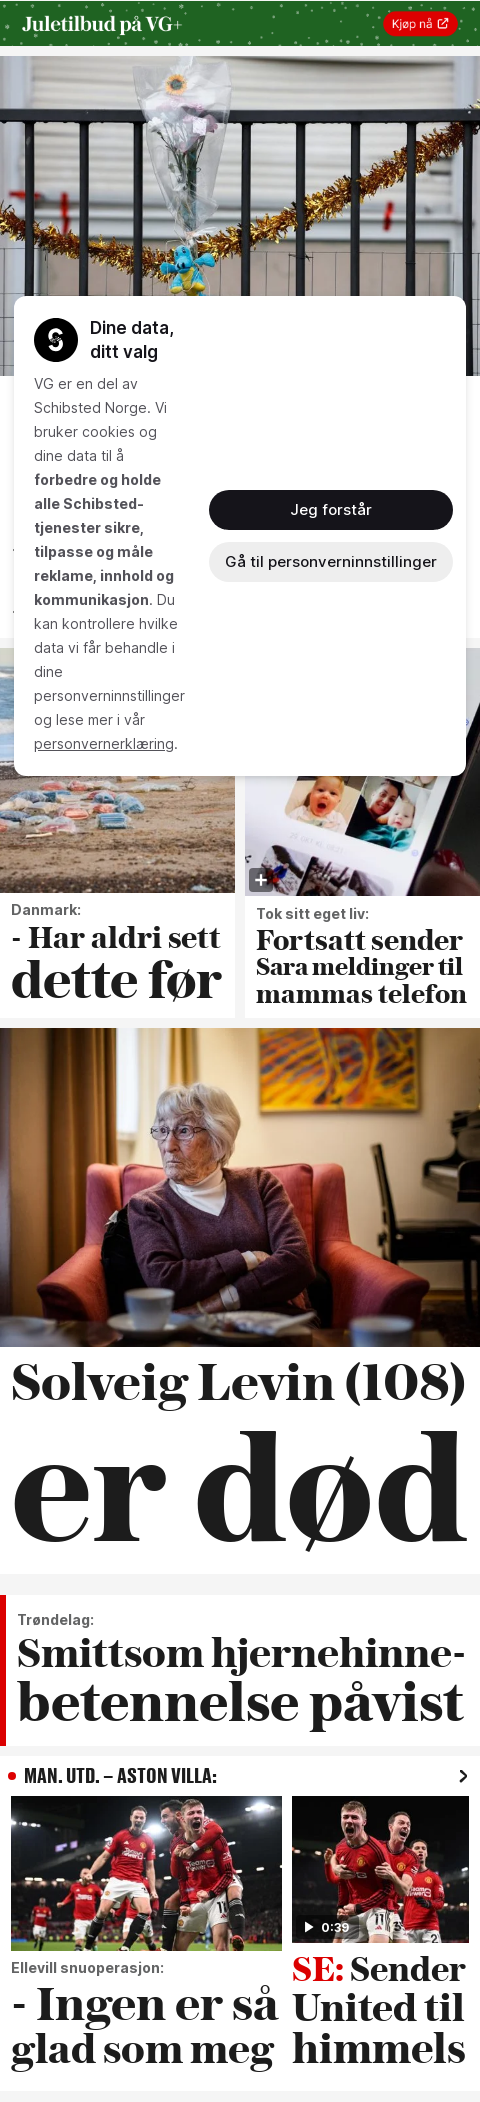 Juletilbud på VG+
Kjøp nå
Dine data,
ditt valg
VG er en del av
Schibsted Norge. Vi
bruker cookies og
dine data til å
forbedre og holde
alle Schibsted-
tjenester sikre,
tilpasse og måle
reklame, innhold og
kommunikasjon. Du
kan kontrollere hvilke
data vi får behandle i
dine
personverninnstillinger
og lese mer i vår
personvernerklæring.
Jeg forstår
Gå til personverninnstillinger
Danmark:
- Har aldri sett
dette før
Tok sitt eget liv:
Fortsatt sender
Sara meldinger til
mammas telefon
Solveig Levin (108)
er død
Trøndelag:
Smittsom hjernehinne-
betennelse påvist
MAN. UTD. – ASTON VILLA:
0:39
Ellevill snuoperasjon:
- Ingen er så
glad som meg
SE: Sender
United til
himmels